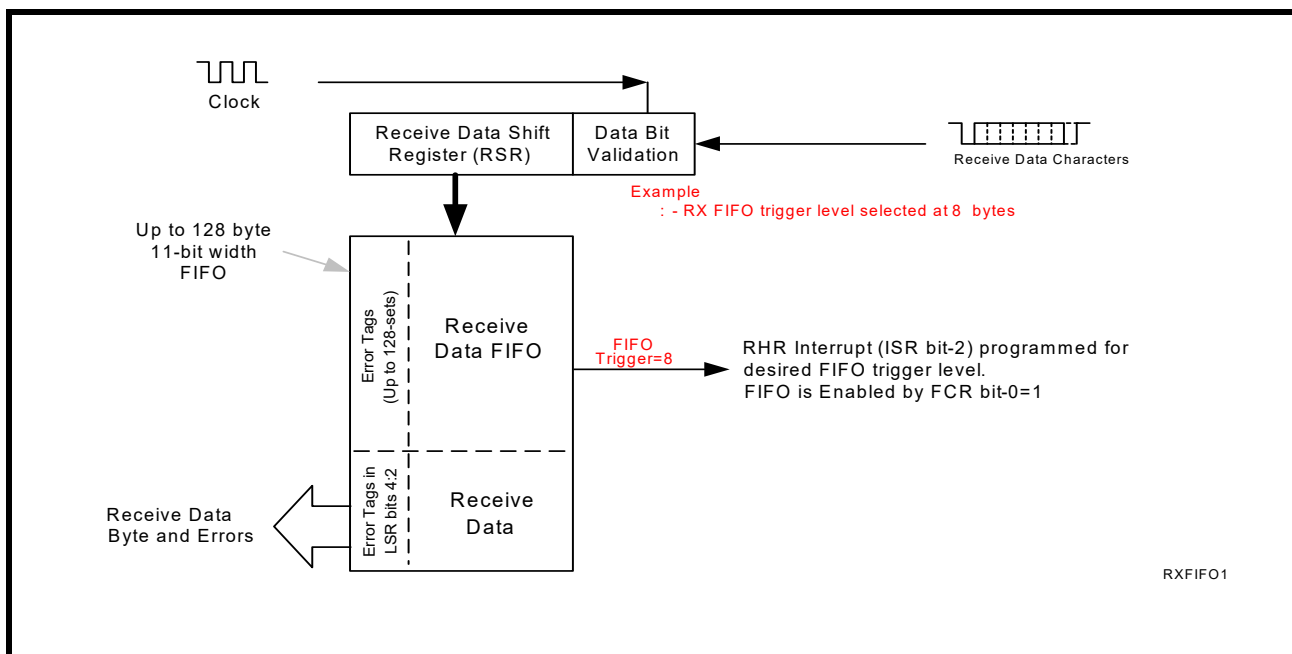 Clock
Receive Data Shift
Register (RSR)
Data Bit
Validation
Receive Data Characters
Example
: - RX FIFO trigger level selected at 8 bytes
Up to 128 byte
11-bit width
FIFO
Error Tags
(Up to 128-sets)
Receive
Data FIFO
FIFO
Trigger=8
RHR Interrupt (ISR bit-2) programmed for
desired FIFO trigger level.
FIFO is Enabled by FCR bit-0=1
Error Tags in
LSR bits 4:2
Receive
Data
Receive Data
Byte and Errors
RXFIFO1